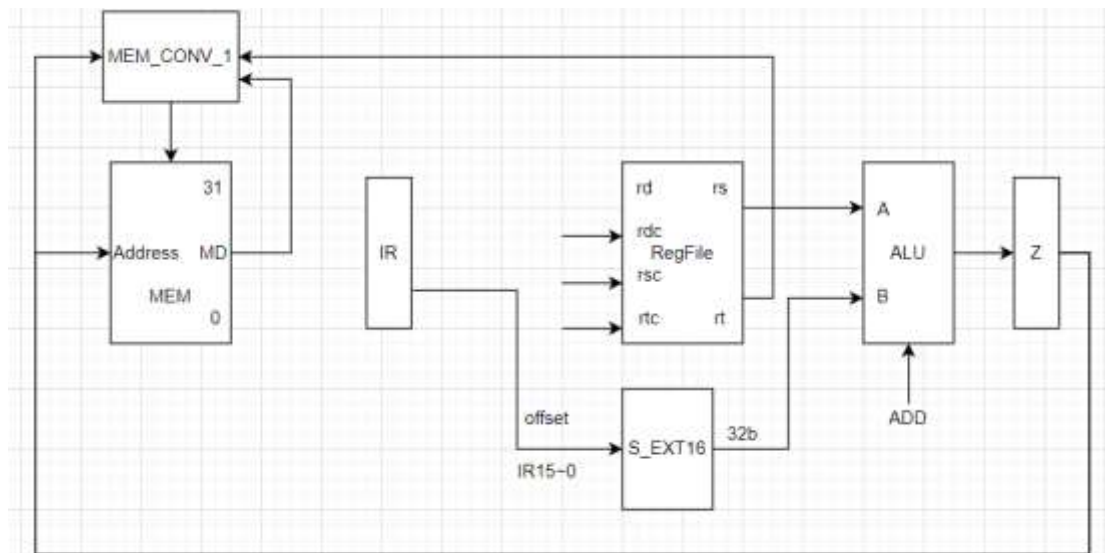 MEM_CONV_1
31
Address
MD
MEM
0
IR
rd
rs
rdc
RegFile
rsc
rtc
rt
A
ALU
B
Z
ADD
offset
IR15~0
S_EXT16
32b